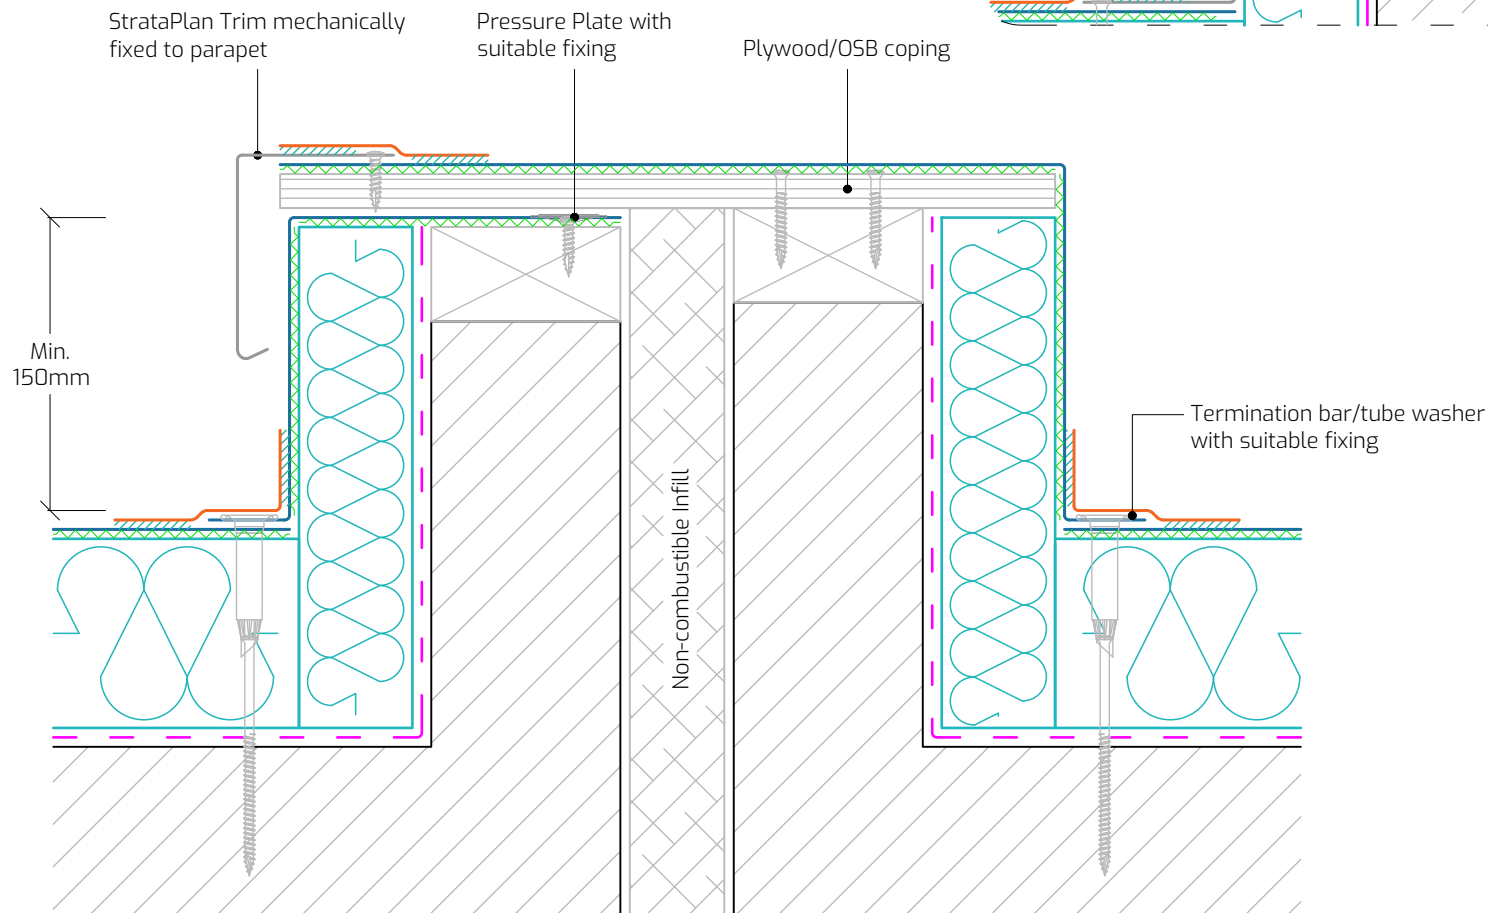 StrataPlan Trim mechanically
fixed to parapet
Pressure Plate with
suitable fixing
Plywood/OSB coping
Min.
150mm
Termination bar/tube washer
with suitable fixing
Non-combustible Infill